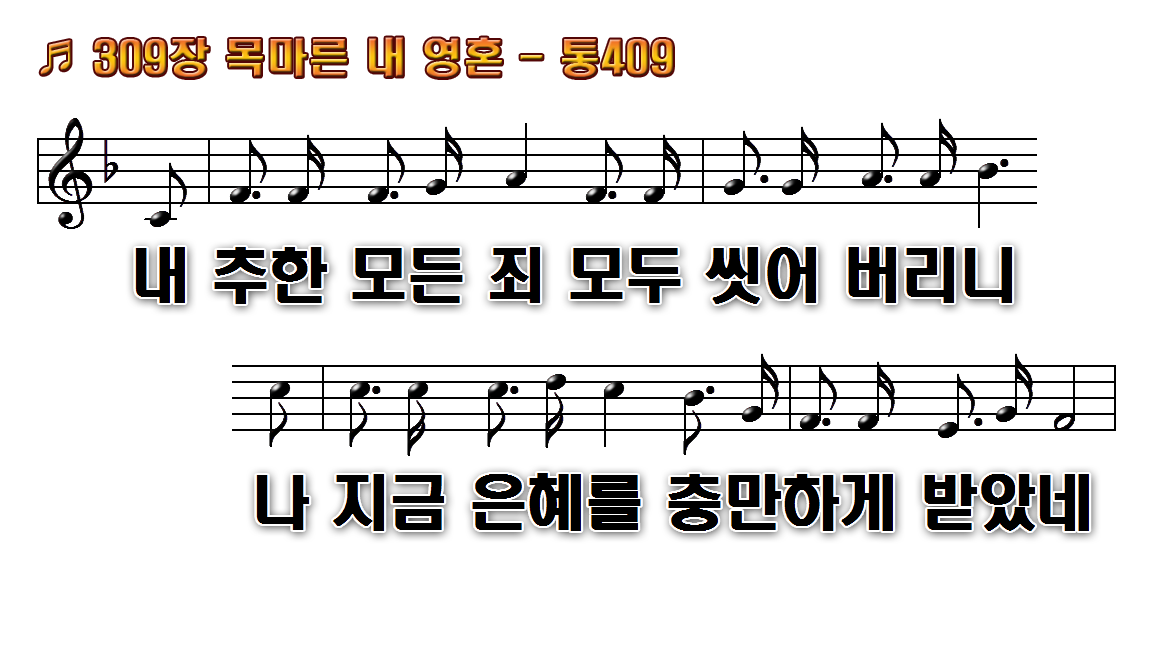 309장 목마른 내 영혼 - 통409
내 추한 모든 죄 모두 씻어 버리니
나 지금 은혜를 충만하게 받았네